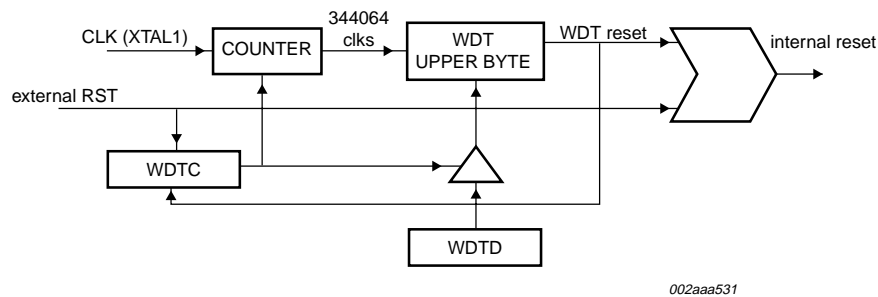 CLK (XTAL1)
COUNTER
344064
clks
WDT
UPPER BYTE
WDT reset
internal reset
external RST
WDTC
WDTD
002aaa531